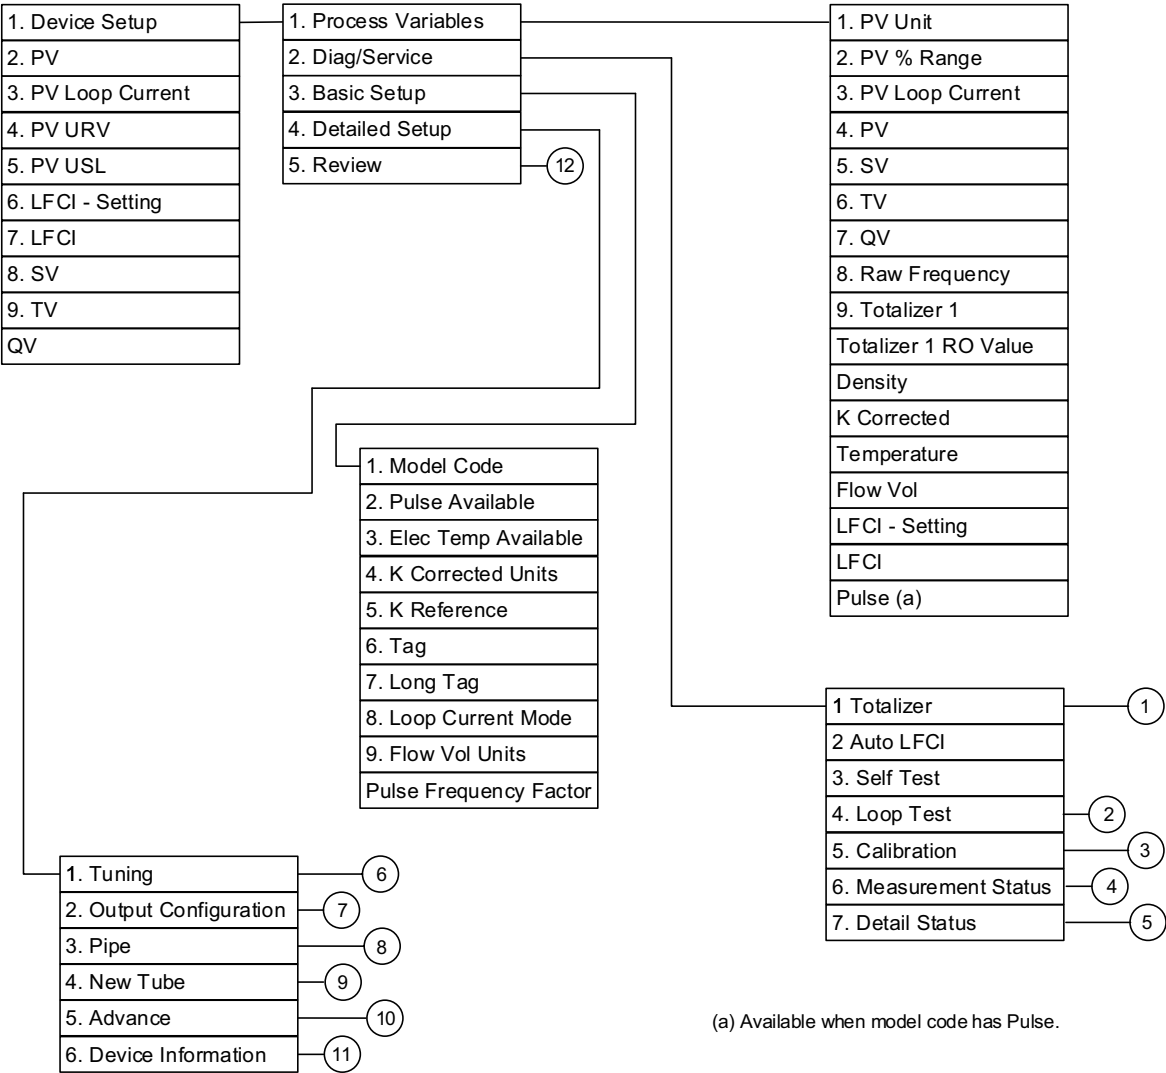 1. Device Setup
2. PV
3. PV Loop Current
4. PV URV
5. PV USL
6. LFCI - Setting
7. LFCI
8. SV
9. TV
QV
1. Process Variables
2. Diag/Service
3. Basic Setup
4. Detailed Setup
5. Review
12
1. PV Unit
2. PV % Range
3. PV Loop Current
4. PV
5. SV
6. TV
7. QV
8. Raw Frequency
9. Totalizer 1
Totalizer 1 RO Value
Density
K Corrected
Temperature
Flow Vol
LFCI - Setting
LFCI
Pulse (a)
1. Model Code
2. Pulse Available
3. Elec Temp Available
4. K Corrected Units
5. K Reference
6. Tag
7. Long Tag
8. Loop Current Mode
9. Flow Vol Units
Pulse Frequency Factor
1 Totalizer
1
2 Auto LFCI
3. Self Test
4. Loop Test
2
5. Calibration
3
6. Measurement Status
4
7. Detail Status
5
1. Tuning
6
2. Output Configuration
7
3. Pipe
8
4. New Tube
9
5. Advance
10
6. Device Information
11
(a) Available when model code has Pulse.